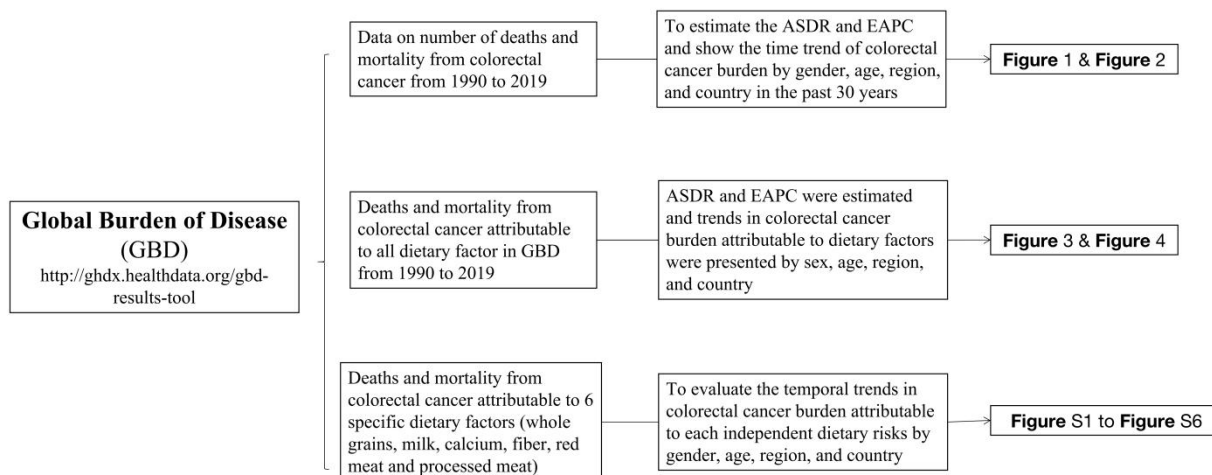 Data on number of deaths and
mortality from colorectal
cancer from 1990 to 2019
To estimate the ASDR and EAPC
and show the time trend of colorectal
cancer burden by gender, age, region,
and country in the past 30 years
Figure 1 & Figure 2
Global Burden of Disease
(GBD)
http://ghdx.healthdata.org/gbd-
results-tool
Deaths and mortality from
colorectal cancer attributable
to all dietary factor in GBD
from 1990 to 2019
ASDR and EAPC were estimated
and trends in colorectal cancer
burden attributable to dietary factors
were presented by sex, age, region,
and country
Figure 3 & Figure 4
Deaths and mortality from
colorectal cancer attributable to 6
specific dietary factors (whole
grains, milk, calcium, fiber, red
meat and processed meat)
To evaluate the temporal trends in
colorectal cancer burden attributable
to each independent dietary risks by
gender, age, region, and country
Figure S1 to Figure S6